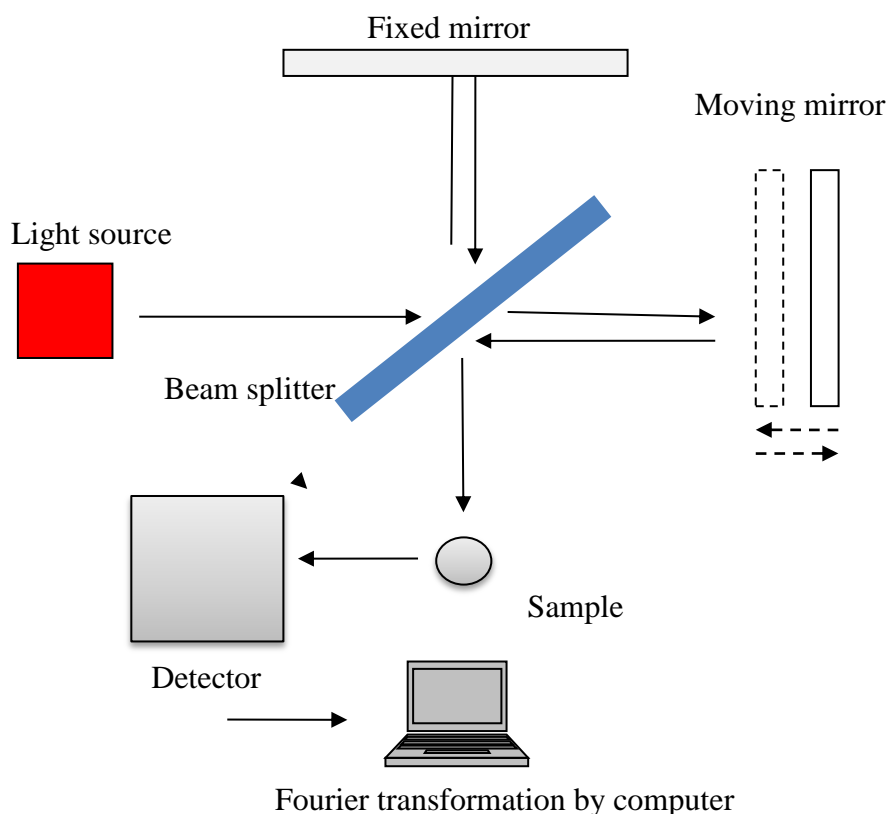 Fixed mirror
Moving mirror
Light source
Beam splitter
Sample
Detector
Fourier transformation by computer